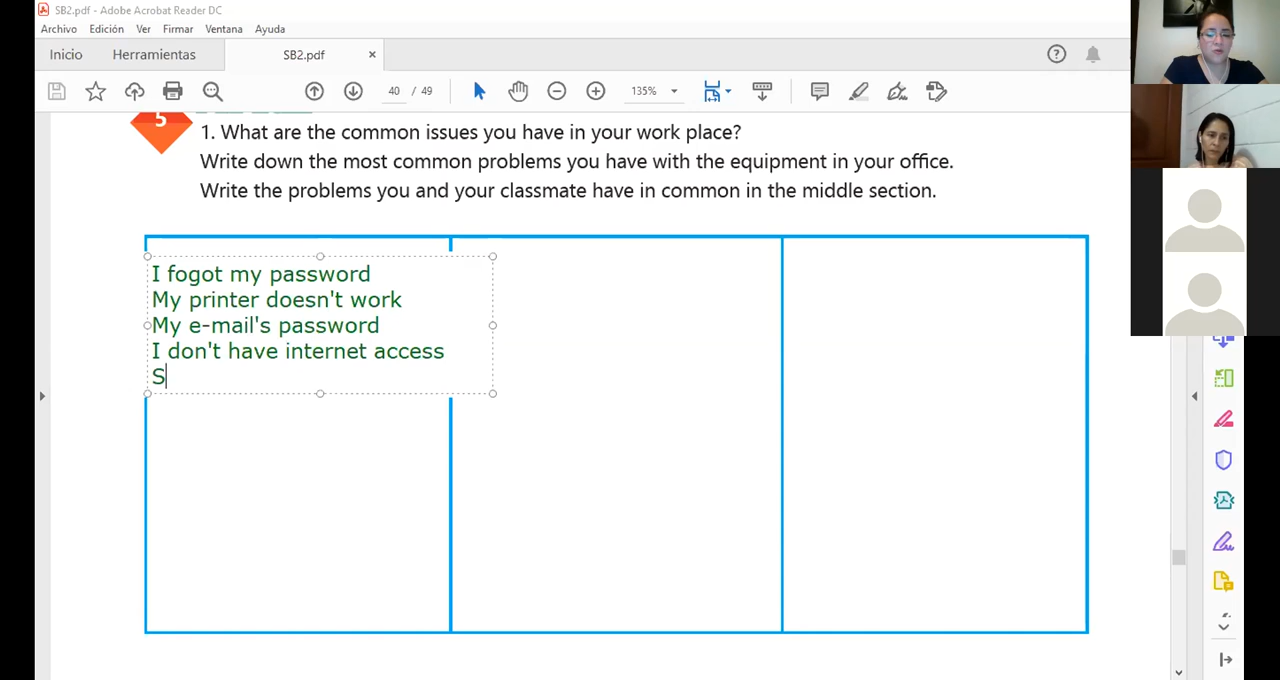 SB2.pdf - Adobe Acrobat Reader DC
Archivo Edición Ver Firmar Ventana Ayuda
Inicio Herramientas SB2.pdf ×
40 / 49 135%
5
1. What are the common issues you have in your work place?
Write down the most common problems you have with the equipment in your office.
Write the problems you and your classmate have in common in the middle section.
I fogot my password
My printer doesn't work
My e-mail's password
I don't have internet access
S